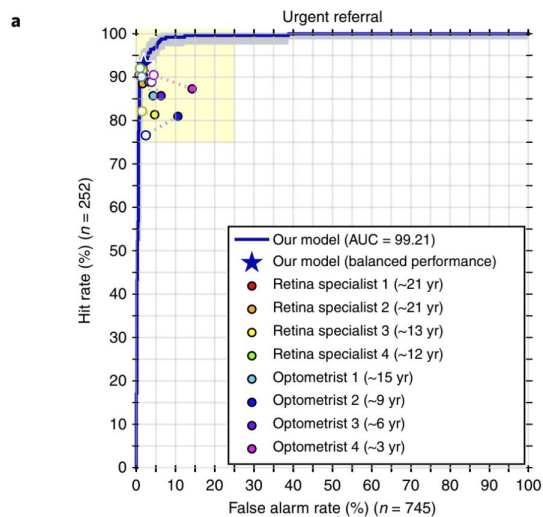 a
Urgent referral
100
90
80
70
60
50
40
30
20
10
0
Hit rate (%) (n = 252)
Our model (AUC = 99.21)
Our model (balanced performance)
Retina specialist 1 (~21 yr)
Retina specialist 2 (~21 yr)
Retina specialist 3 (~13 yr)
Retina specialist 4 (~12 yr)
Optometrist 1 (~15 yr)
Optometrist 2 (~9 yr)
Optometrist 3 (~6 yr)
Optometrist 4 (~3 yr)
0 10 20 30 40 50 60 70 80 90 100
False alarm rate (%) (n = 745)